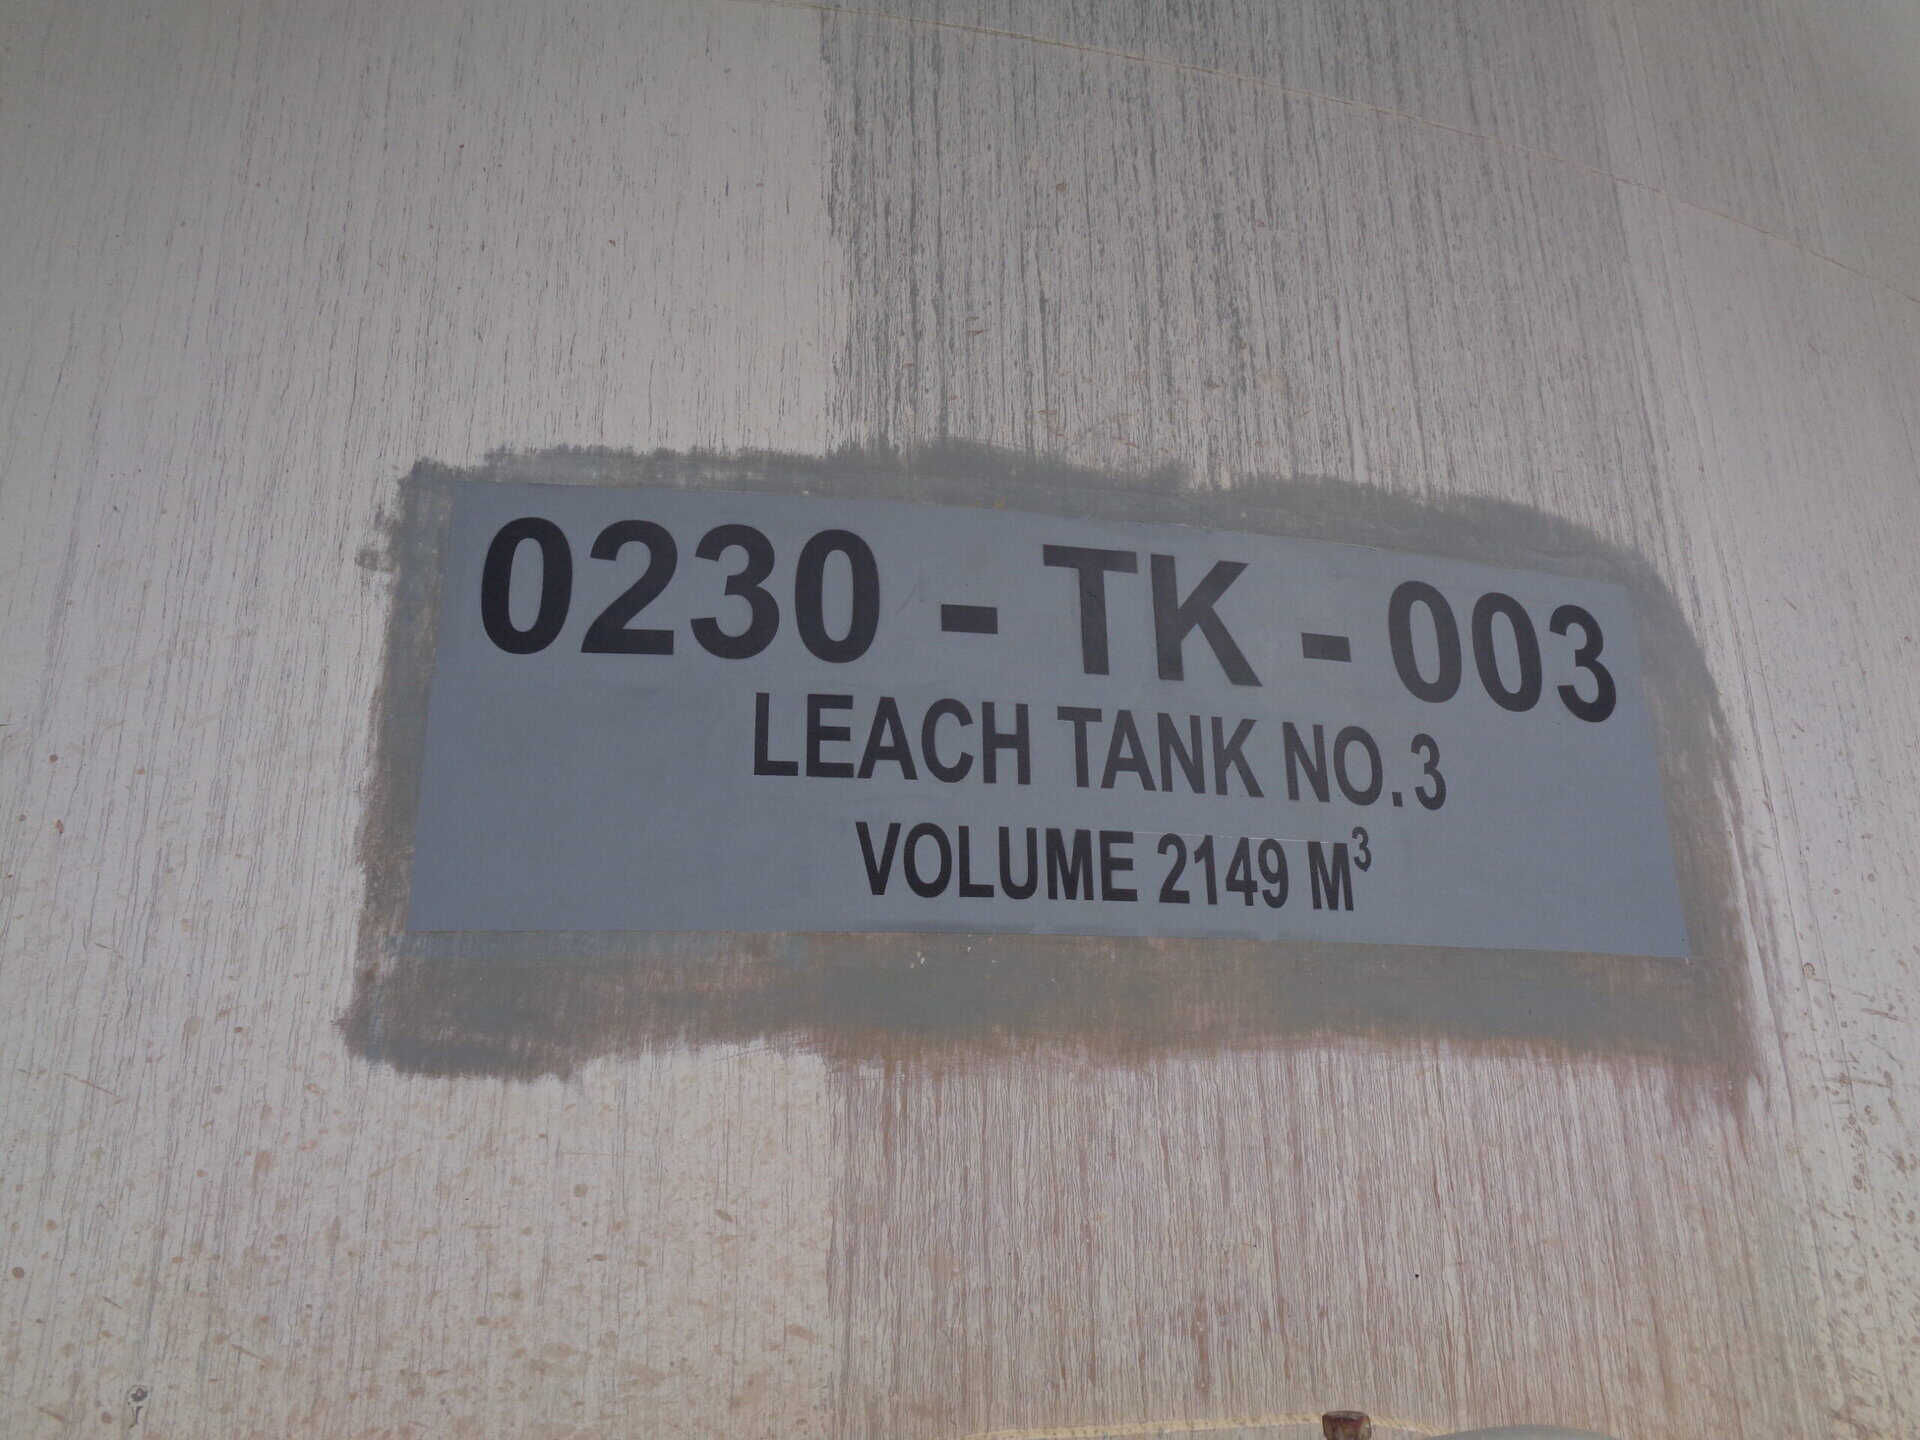 0230 - TK - 003
LEACH TANK NO. 3
VOLUME 2149 M³